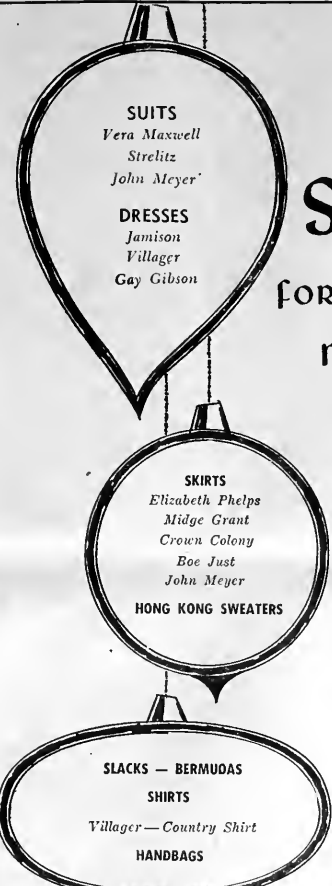 SUITS
Vera Maxwell
Strelitz
John Meyer
DRESSES
Jamison
Villager
Gay Gibson
S
FOR
SKIRTS
Elizabeth Phelps
Midge Grant
Crown Colony
Boe Just
John Meyer
HONG KONG SWEATERS
SLACKS — BERMUDAS
SHIRTS
Villager — Country Shirt
HANDBAGS